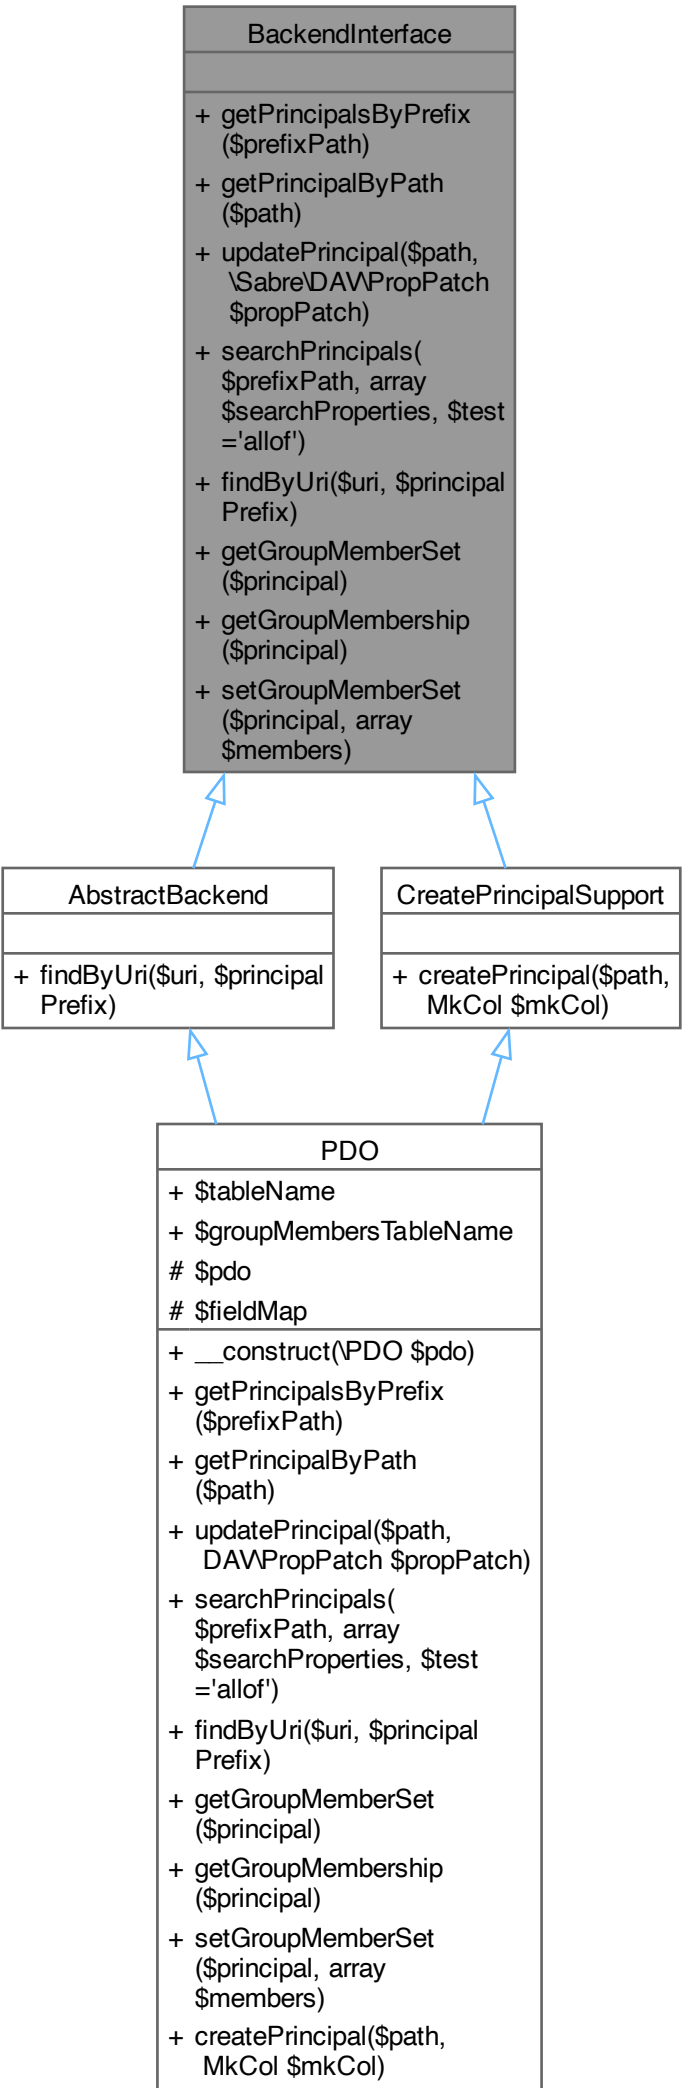 BackendInterface
+ getPrincipalsByPrefix
($prefixPath)
+ getPrincipalByPath
($path)
+ updatePrincipal($path,
\Sabre\DAV\PropPatch
$propPatch)
+ searchPrincipals(
$prefixPath, array
$searchProperties, $test
='allof')
+ findByUri($uri, $principal
Prefix)
+ getGroupMemberSet
($principal)
+ getGroupMembership
($principal)
+ setGroupMemberSet
($principal, array
$members)
AbstractBackend
+ findByUri($uri, $principal
Prefix)
CreatePrincipalSupport
+ createPrincipal($path,
MkCol $mkCol)
PDO
+ $tableName
+ $groupMembersTableName
# $pdo
# $fieldMap
+ __construct(\PDO $pdo)
+ getPrincipalsByPrefix
($prefixPath)
+ getPrincipalByPath
($path)
+ updatePrincipal($path,
DAV\PropPatch $propPatch)
+ searchPrincipals(
$prefixPath, array
$searchProperties, $test
='allof')
+ findByUri($uri, $principal
Prefix)
+ getGroupMemberSet
($principal)
+ getGroupMembership
($principal)
+ setGroupMemberSet
($principal, array
$members)
+ createPrincipal($path,
MkCol $mkCol)